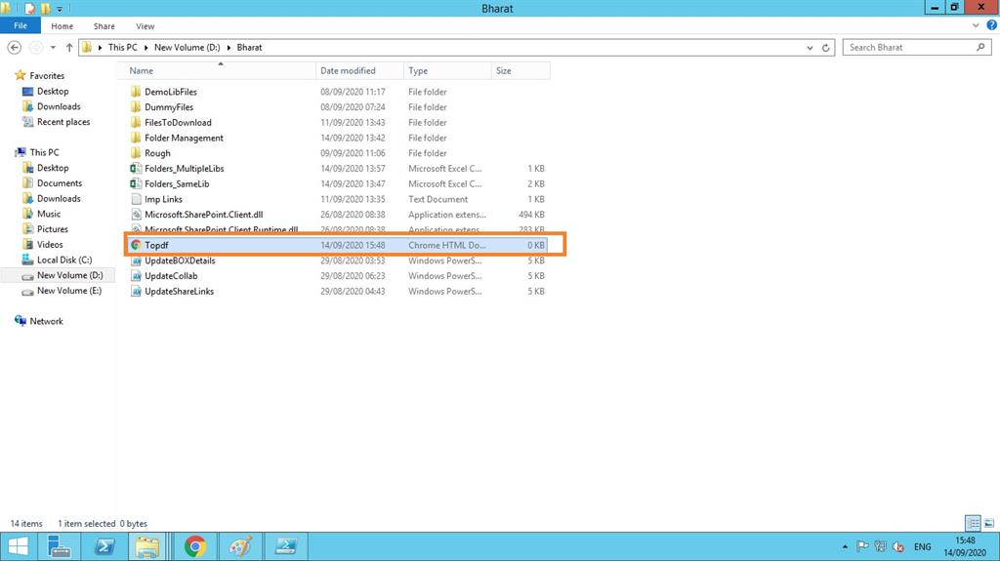 Bharat
File Home Share View
This PC New Volume (D:) Bharat Search Bharat
Name Date modified Type Size
Favorites
Desktop
Downloads
Recent places
This PC
Desktop
Documents
Downloads
Music
Pictures
Videos
Local Disk (C:)
New Volume (D:)
New Volume (E:)
Network
DemoLibFiles 08/09/2020 11:17 File folder
DummyFiles 08/09/2020 07:24 File folder
FilesToDownload 11/09/2020 13:43 File folder
Folder Management 14/09/2020 13:42 File folder
Rough 09/09/2020 11:06 File folder
Folders_MultipleLibs 14/09/2020 13:57 Microsoft Excel C... 1 KB
Folders_SameLib 14/09/2020 13:47 Microsoft Excel C... 2 KB
Imp Links 11/09/2020 13:35 Text Document 1 KB
Microsoft.SharePoint.Client.dll 26/08/2020 08:38 Application exten... 494 KB
Microsoft.SharePoint.Client.Runtime.dll 26/08/2020 08:38 Application exten... 283 KB
Topdf 14/09/2020 15:48 Chrome HTML Do... 0 KB
UpdateBOXDetails 29/08/2020 03:53 Windows PowerS... 5 KB
UpdateCollab 29/08/2020 06:23 Windows PowerS... 5 KB
UpdateShareLinks 29/08/2020 04:43 Windows PowerS... 5 KB
14 items 1 item selected 0 bytes
ENG 15:48
14/09/2020